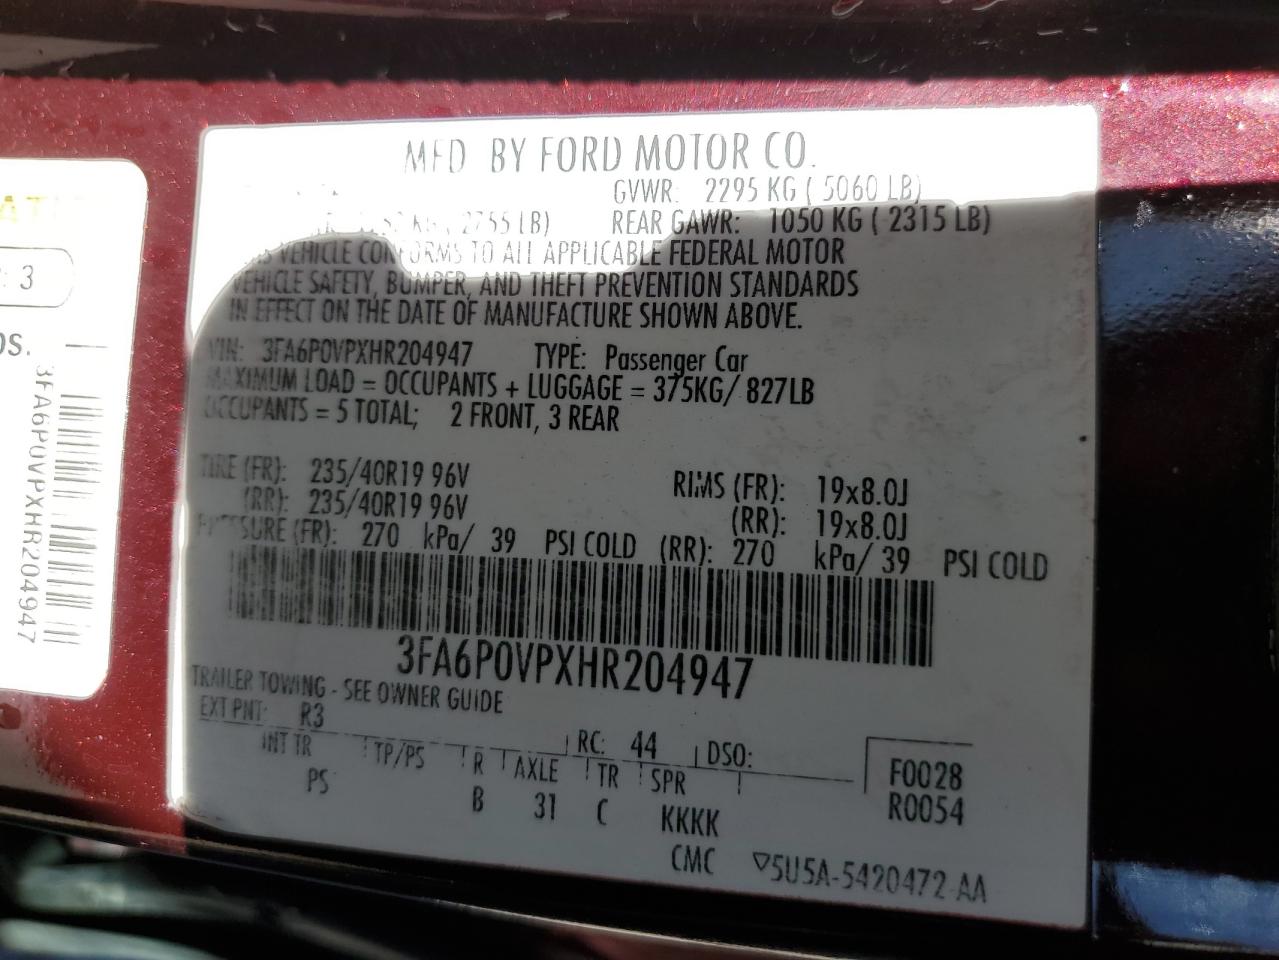 MFD BY FORD MOTOR CO.
GVWR: 2295 KG ( 5060 LB)
KG ( 2755 LB) REAR GAWR: 1050 KG ( 2315 LB)
VEHICLE CONFORMS TO ALL APPLICABLE FEDERAL MOTOR
VEHICLE SAFETY, BUMPER, AND THEFT PREVENTION STANDARDS
IN EFFECT ON THE DATE OF MANUFACTURE SHOWN ABOVE.
VIN: 3FA6P0VPXHR204947 TYPE: Passenger Car
MAXIMUM LOAD = OCCUPANTS + LUGGAGE = 375KG/ 827LB
OCCUPANTS = 5 TOTAL; 2 FRONT, 3 REAR
TIRE (FR): 235/40R19 96V RIMS (FR): 19x8.0J
(RR): 235/40R19 96V (RR): 19x8.0J
PRESSURE (FR): 270 kPa/ 39 PSI COLD (RR): 270 kPa/ 39 PSI COLD
3FA6P0VPXHR204947
TRAILER TOWING - SEE OWNER GUIDE
EXT PNT: R3
RC: 44 DSO:
INT TR TP/PS R AXLE TR SPR F0028
PS B 31 C KKKK R0054
CMC ▽5U5A-5420472-AA
3
3FA6P0VPXHR204947